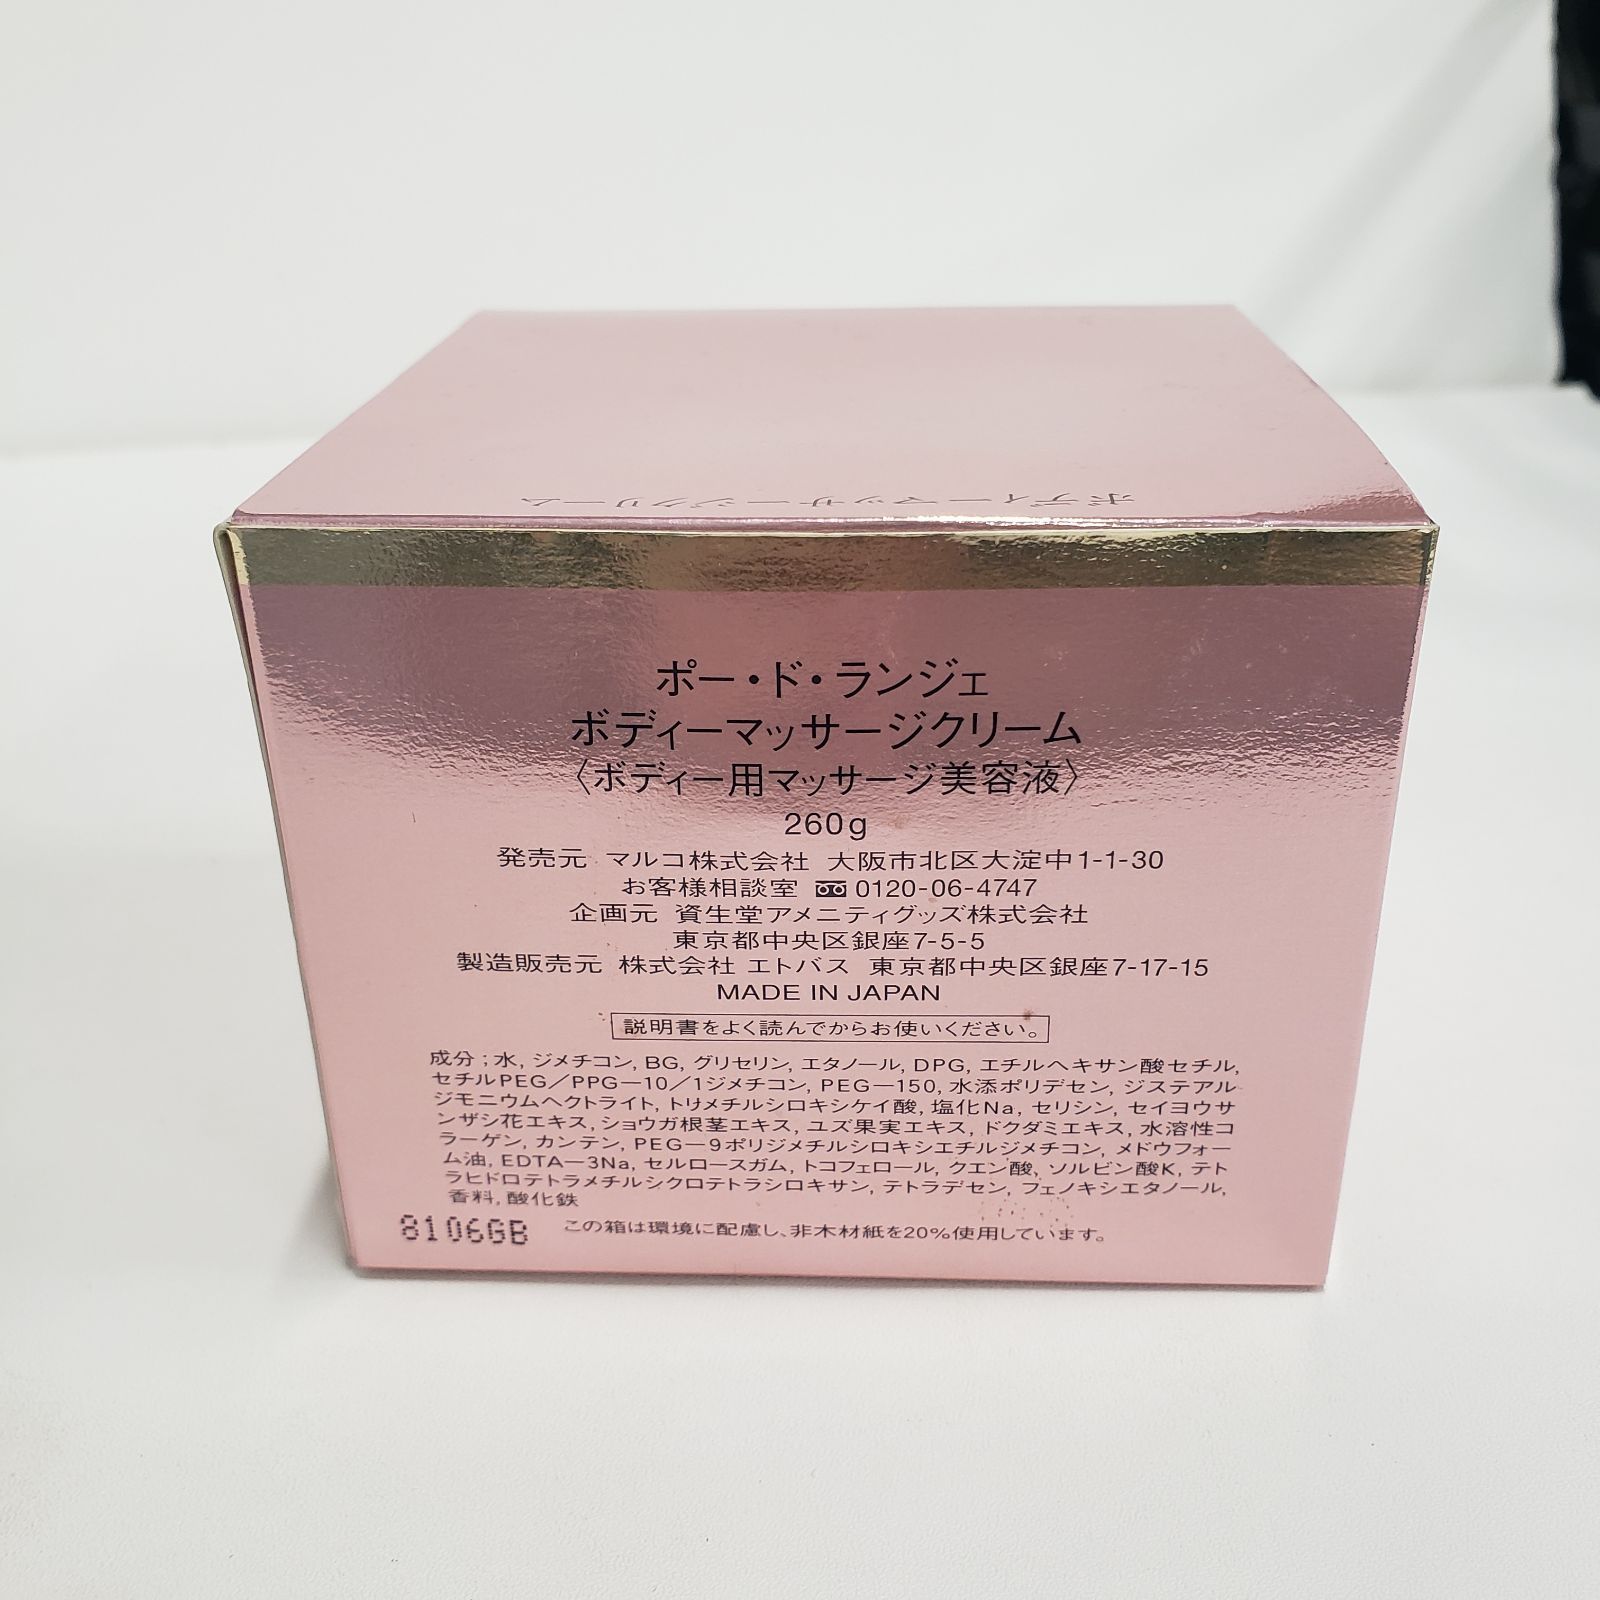 ボディーマッサージクリーム
ポー・ド・ランジェ
ボディーマッサージクリーム
〈ボディー用マッサージ美容液〉
260g
発売元 マルコ株式会社 大阪市北区大淀中1-1-30
お客様相談室 0120-06-4747
企画元 資生堂アメニティグッズ株式会社
東京都中央区銀座7-5-5
製造販売元 株式会社 エトバス 東京都中央区銀座7-17-15
MADE IN JAPAN
説明書をよく読んでからお使いください。
成分;水, ジメチコン, BG, グリセリン, エタノール, DPG, エチルヘキサン酸セチル,
セチルPEG/PPG—10/1ジメチコン, PEG—150, 水添ポリデセン, ジステアル
ジモニウムヘクトライト, トリメチルシロキシケイ酸, 塩化Na, セリシン, セイヨウサ
ンザシ花エキス, ショウガ根茎エキス, ユズ果実エキス, ドクダミエキス, 水溶性コ
ラーゲン, カンテン, PEG—9ポリジメチルシロキシエチルジメチコン, メドウフォー
ム油, EDTA—3Na, セルロースガム, トコフェロール, クエン酸, ソルビン酸K, テト
ラヒドロテトラメチルシクロテトラシロキサン, テトラデセン, フェノキシエタノール,
香料, 酸化鉄
8106GB この箱は環境に配慮し、非木材紙を20%使用しています。